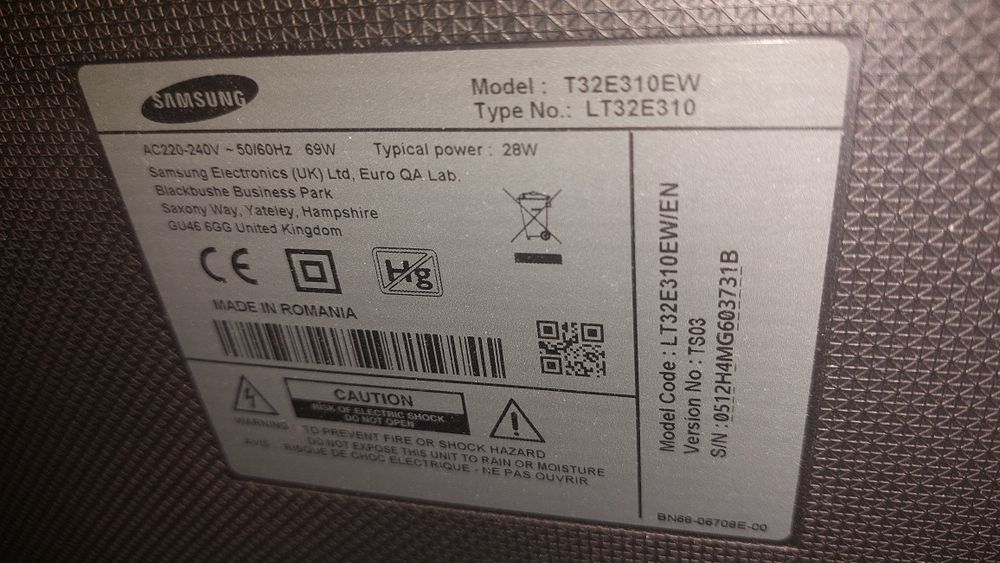 SAMSUNG
Model : T32E310EW
Type No.: LT32E310
AC220-240V ~ 50/60Hz 69W Typical power : 28W
Samsung Electronics (UK) Ltd, Euro QA Lab.
Blackbushe Business Park
Saxony Way, Yateley, Hampshire
GU46 6GG United Kingdom
CE
Hg
MADE IN ROMANIA
WARNING
AVIS
CAUTION
RISK OF ELECTRIC SHOCK
DO NOT OPEN
TO PREVENT FIRE OR SHOCK HAZARD
DO NOT EXPOSE THIS UNIT TO RAIN OR MOISTURE
RISQUE DE CHOC ELECTRIQUE - NE PAS OUVRIR
Model Code : LT32E310EW/EN
Version No.: TS03
S/N : 0512H4MG603731B
BN68-06708E-00